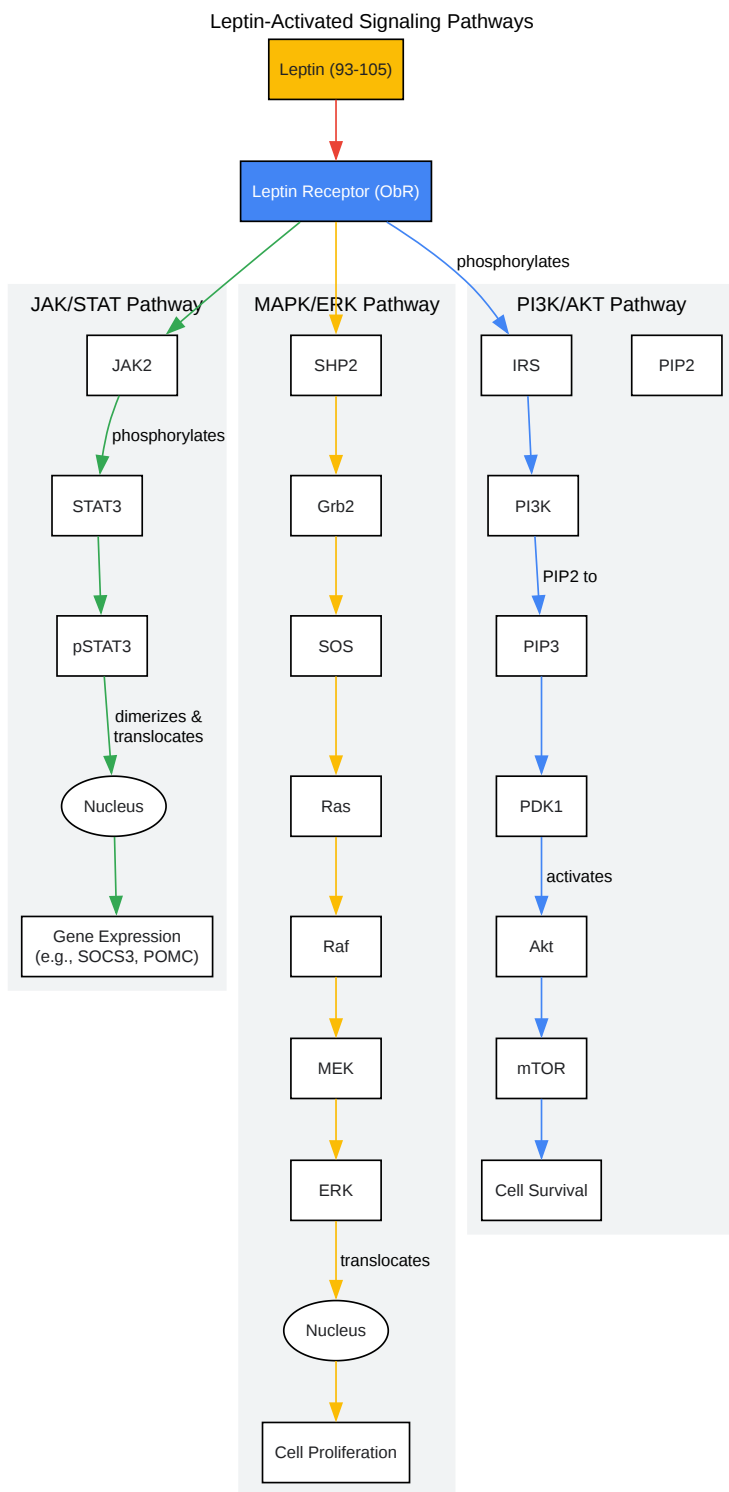 Leptin-Activated Signaling Pathways
Leptin (93-105)
Leptin Receptor (ObR)
phosphorylates
JAK/STAT Pathway
JAK2
phosphorylates
STAT3
pSTAT3
dimerizes &
translocates
Nucleus
Gene Expression
(e.g., SOCS3, POMC)
MAPK/ERK Pathway
SHP2
Grb2
SOS
Ras
Raf
MEK
ERK
translocates
Nucleus
Cell Proliferation
PI3K/AKT Pathway
IRS
PIP2
PI3K
PIP2 to
PIP3
PDK1
activates
Akt
mTOR
Cell Survival